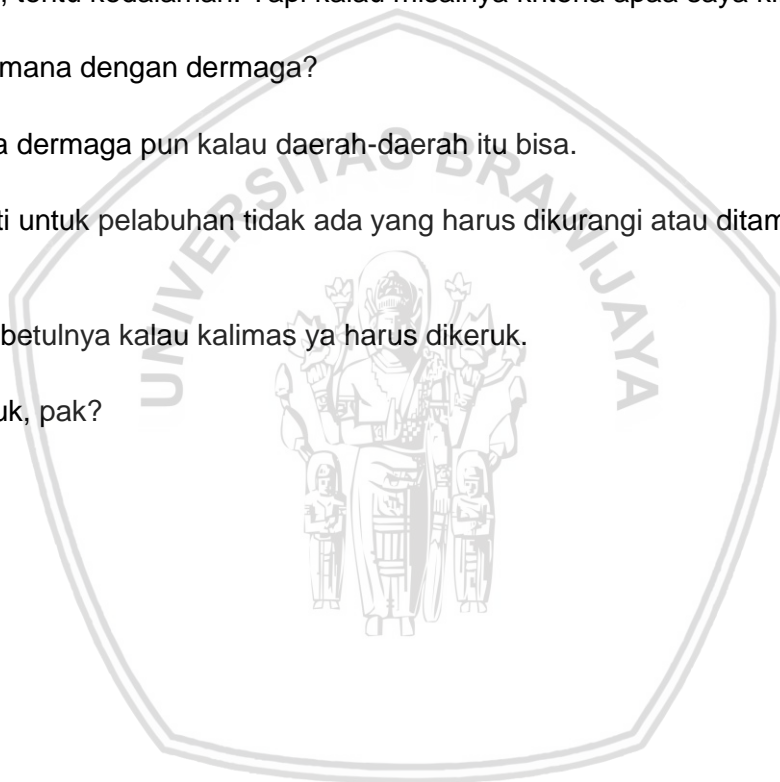 tentu kedalaman. Tapi kalau misalnya kriteria apaa saya
mana dengan dermaga?
a dermaga pun kalau daerah-daerah itu bisa.
ti untuk pelabuhan tidak ada yang harus dikurangi atau ditam
betulnya kalau kalimas ya harus dikeruk.
uk, pak?
UNIVERSITAS BRAWIJAYA